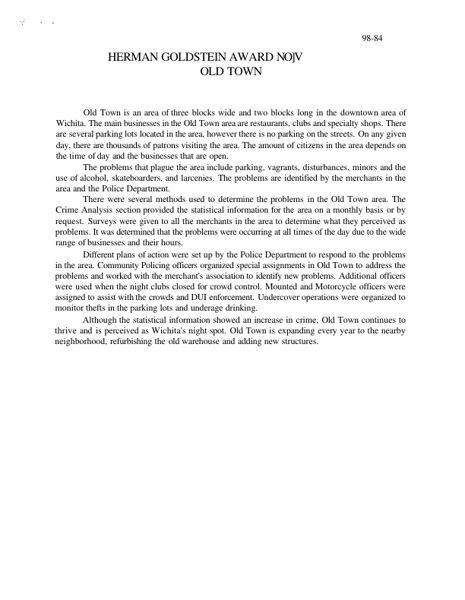 98-84
HERMAN GOLDSTEIN AWARD NO|V
OLD TOWN
Old Town is an area of three blocks wide and two blocks long in the downtown area of
Wichita. The main businesses in the Old Town area are restaurants, clubs and specialty shops. There
are several parking lots located in the area, however there is no parking on the streets. On any given
day, there are thousands of patrons visiting the area. The amount of citizens in the area depends on
the time of day and the businesses that are open.
The problems that plague the area include parking, vagrants, disturbances, minors and the
use of alcohol, skateboarders, and larcenies. The problems are identified by the merchants in the
area and the Police Department.
There were several methods used to determine the problems in the Old Town area. The
Crime Analysis section provided the statistical information for the area on a monthly basis or by
request. Surveys were given to all the merchants in the area to determine what they perceived as
problems. It was determined that the problems were occurring at all times of the day due to the wide
range of businesses and their hours.
Different plans of action were set up by the Police Department to respond to the problems
in the area. Community Policing officers organized special assignments in Old Town to address the
problems and worked with the merchant's association to identify new problems. Additional officers
were used when the night clubs closed for crowd control. Mounted and Motorcycle officers were
assigned to assist with the crowds and DUI enforcement. Undercover operations were organized to
monitor thefts in the parking lots and underage drinking.
Although the statistical information showed an increase in crime, Old Town continues to
thrive and is perceived as Wichita's night spot. Old Town is expanding every year to the nearby
neighborhood, refurbishing the old warehouse and adding new structures.